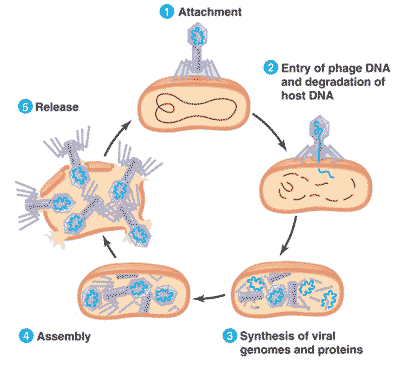 1 Attachment
2 Entry of phage DNA
and degradation of
host DNA
3 Synthesis of viral
genomes and proteins
4 Assembly
5 Release